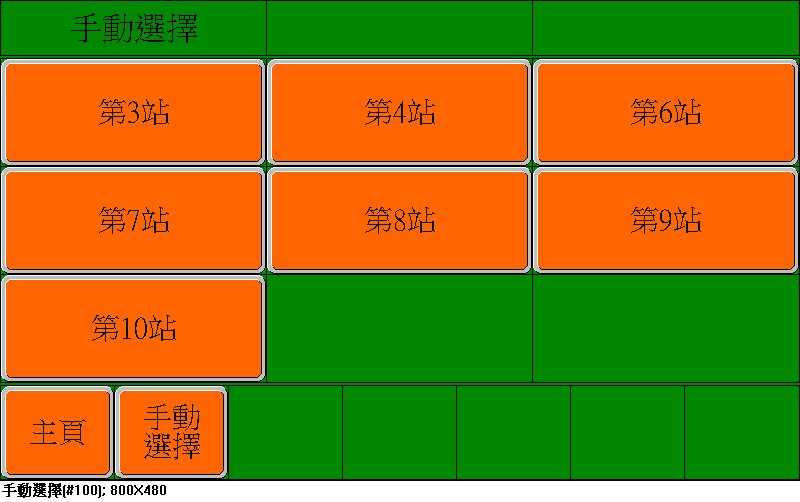 手動選擇
第3站
第4站
第6站
第7站
第8站
第9站
第10站
主頁
手動
選擇
手動選擇(#100); 800X480